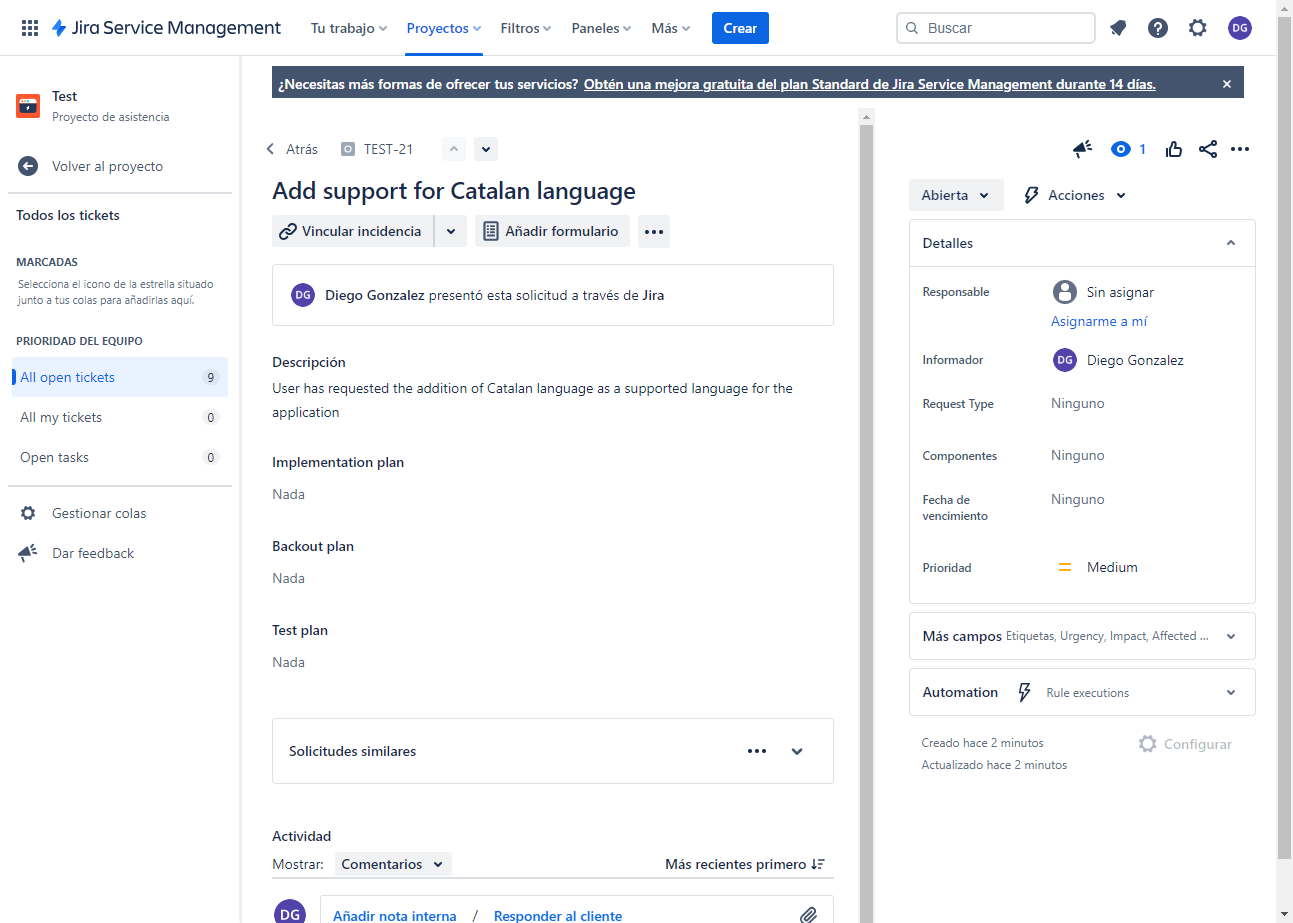 Jira Service Management
Tu trabajo
Proyectos
Filtros
Paneles
Más
Crear
Buscar
DG
Test
Proyecto de asistencia
Volver al proyecto
Todos los tickets
MARCADAS
Selecciona el icono de la estrella situado
junto a tus colas para añadirlas aquí.
PRIORIDAD DEL EQUIPO
All open tickets 9
All my tickets 0
Open tasks 0
Gestionar colas
Dar feedback
¿Necesitas más formas de ofrecer tus servicios? Obtén una mejora gratuita del plan Standard de Jira Service Management durante 14 días.
Atrás
TEST-21
Add support for Catalan language
Vincular incidencia
Añadir formulario
DG Diego Gonzalez presentó esta solicitud a través de Jira
Descripción
User has requested the addition of Catalan language as a supported language for the
application
Implementation plan
Nada
Backout plan
Nada
Test plan
Nada
Solicitudes similares
Actividad
Mostrar: Comentarios
Más recientes primero
DG
Añadir nota interna / Responder al cliente
1
Abierta
Acciones
Detalles
Responsable
Sin asignar
Asignarme a mí
Informador
DG Diego Gonzalez
Request Type
Ninguno
Componentes
Ninguno
Fecha de
vencimiento
Ninguno
Prioridad
Medium
Más campos Etiquetas, Urgency, Impact, Affected ...
Automation
Rule executions
Creado hace 2 minutos
Actualizado hace 2 minutos
Configurar